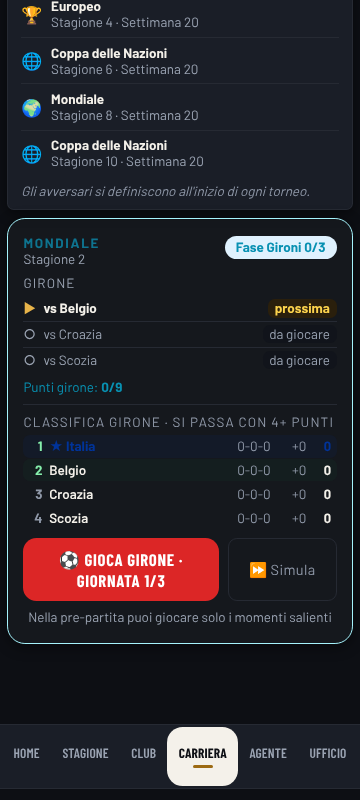 Europeo
Stagione 4 · Settimana 20
Coppa delle Nazioni
Stagione 6 · Settimana 20
Mondiale
Stagione 8 · Settimana 20
Coppa delle Nazioni
Stagione 10 · Settimana 20
Gli avversari si definiscono all'inizio di ogni torneo.
MONDIALE
Stagione 2
Fase Gironi 0/3
GIRONE
vs Belgio prossima
vs Croazia da giocare
vs Scozia da giocare
Punti girone: 0/9
CLASSIFICA GIRONE · SI PASSA CON 4+ PUNTI
1 ★ Italia 0-0-0 +0 0
2 Belgio 0-0-0 +0 0
3 Croazia 0-0-0 +0 0
4 Scozia 0-0-0 +0 0
⚽ GIOCA GIRONE ·
GIORNATA 1/3
⏩ Simula
Nella pre-partita puoi giocare solo i momenti salienti
HOME STAGIONE CLUB CARRIERA AGENTE UFFICIO